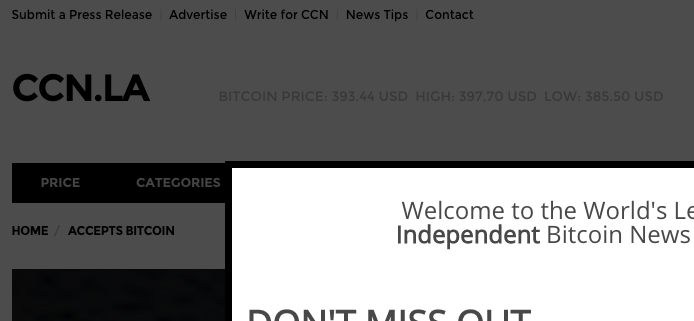 Submit a Press Release Advertise Write for CCN News Tips Contact
CCN.LA
BITCOIN PRICE: 393.44 USD HIGH: 397.70 USD LOW: 385.50 USD
PRICE CATEGORIES
HOME / ACCEPTS BITCOIN
Welcome to the World's Le
Independent Bitcoin News
DON'T MISS OUT